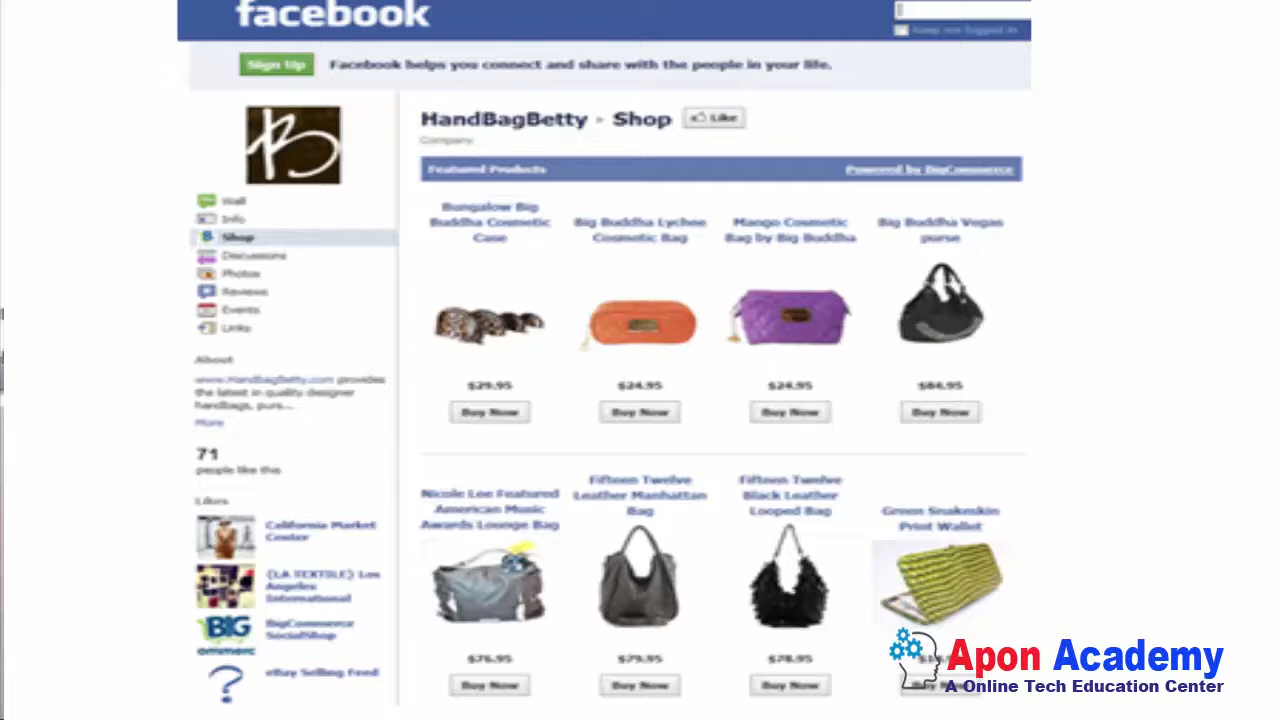 facebook
Keep me logged in
Sign Up
Facebook helps you connect and share with the people in your life.
HandBagBetty - Shop
Like
Company
Featured Products
Powered by BigCommerce
Wall
Info
Shop
Discussions
Photos
Reviews
Events
Links
About
www.HandBagBetty.com provides
the latest in quality designer
handbags, purs...
More
71
people like this
Likes
California Market
Center
(LA TEXTILE) Los
Angeles
International
BIG
ommerc
BigCommerce
SocialShop
eBay Selling Feed
Bungalow Big
Buddha Cosmetic
Case
Big Buddha Lychee
Cosmetic Bag
Mango Cosmetic
Bag by Big Buddha
Big Buddha Vegas
purse
$29.95
$24.95
$24.95
$84.95
Buy Now
Buy Now
Buy Now
Buy Now
Nicole Lee Featured
American Music
Awards Lounge Bag
Fifteen Twelve
Leather Manhattan
Bag
Fifteen Twelve
Black Leather
Looped Bag
Green Snakeskin
Print Wallet
$76.95
$79.95
$78.95
Buy Now
Buy Now
Buy Now
Apon Academy
A Online Tech Education Center